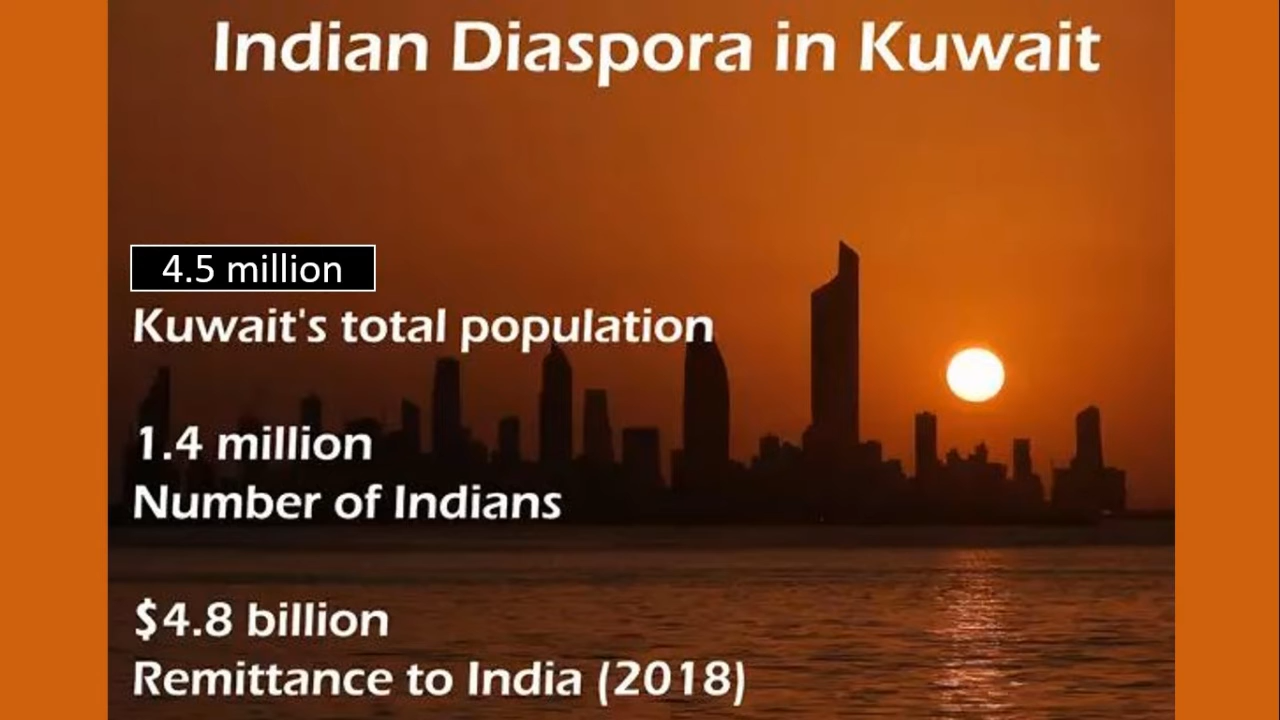 Indian Diaspora in Kuwait
4.5 million
Kuwait's total population
1.4 million
Number of Indians
$4.8 billion
Remittance to India (2018)